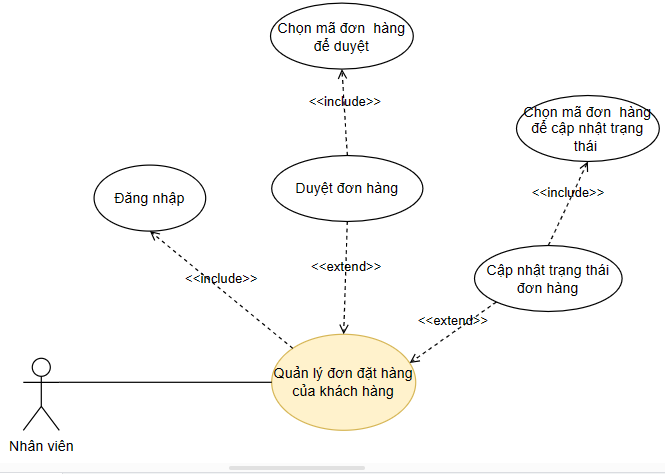 Chọn mã đơn  hàng
để duyệt
<<include>>
Chọn mã đơn  hàng
để cập nhật trạng
thái
Đăng nhập
Duyệt đơn hàng
<<include>>
<<include>>
<<extend>>
Cập nhật trạng thái
đơn hàng
<<extend>>
Quản lý đơn đặt hàng
của khách hàng
Nhân viên